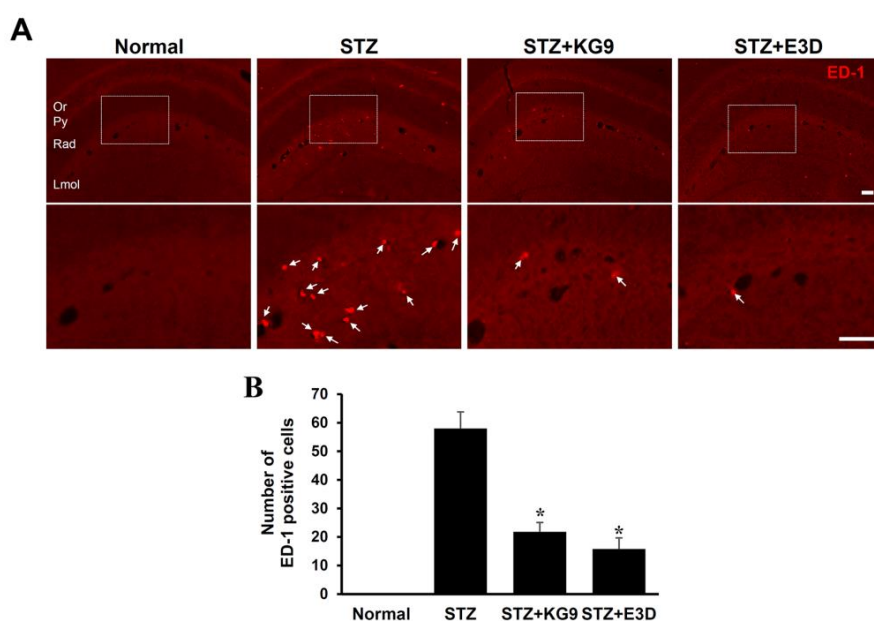 A
Normal STZ STZ+KG9 STZ+E3D
ED-1
Or
Py
Rad
Lmol
B
Number of
ED-1 positive cells
70
60
50
40
30
20
10
0
*
*
Normal STZ STZ+KG9 STZ+E3D